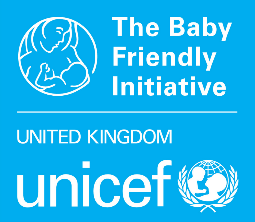 The Baby
Friendly
Initiative
UNITED KINGDOM
unicef